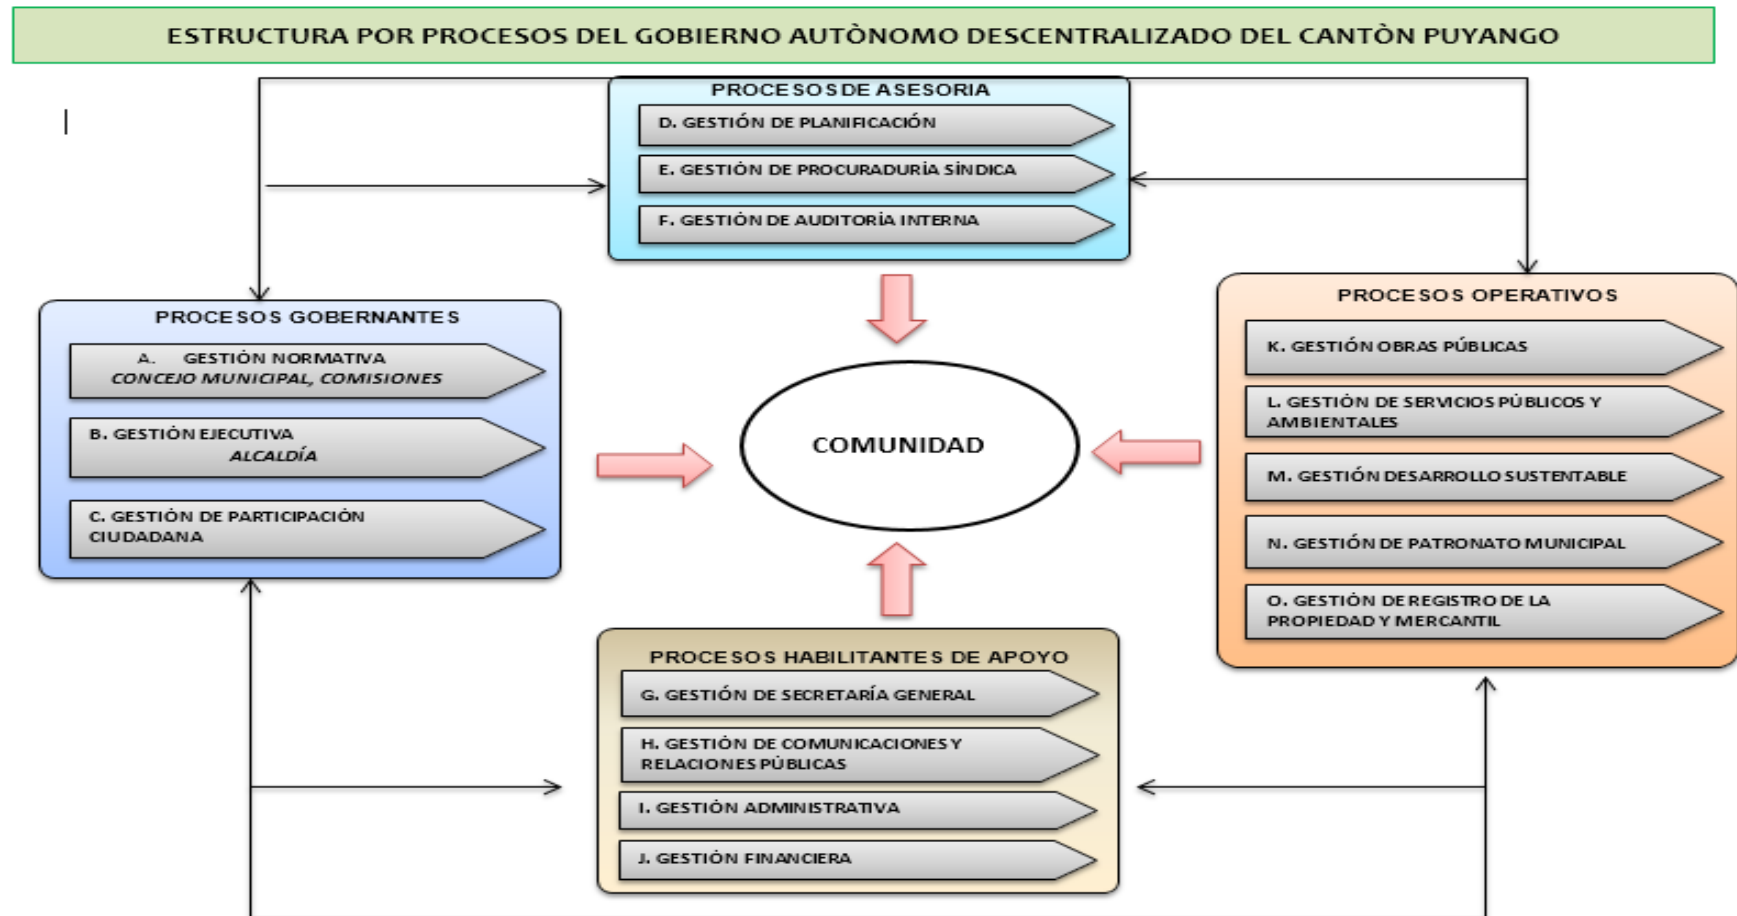 ESTRUCTURA POR PROCESOS DEL GOBIERNO AUTÒNOMO DESCENTRALIZADO DEL CANTÒN PUYANGO
PROCESOS DE ASESORIA
D. GESTIÓN DE PLANIFICACIÓN
E. GESTIÓN DE PROCURADURÍA SÍNDICA
F. GESTIÓN DE AUDITORÍA INTERNA
PROCESOS GOBERNANTES
A. GESTIÓN NORMATIVA
CONCEJO MUNICIPAL, COMISIONES
B. GESTIÓN EJECUTIVA
ALCALDÍA
C. GESTIÓN DE PARTICIPACIÓN
CIUDADANA
COMUNIDAD
PROCESOS OPERATIVOS
K. GESTIÓN OBRAS PÚBLICAS
L. GESTIÓN DE SERVICIOS PÚBLICOS Y
AMBIENTALES
M. GESTIÓN DESARROLLO SUSTENTABLE
N. GESTIÓN DE PATRONATO MUNICIPAL
O. GESTIÓN DE REGISTRO DE LA
PROPIEDAD Y MERCANTIL
PROCESOS HABILITANTES DE APOYO
G. GESTIÓN DE SECRETARÍA GENERAL
H. GESTIÓN DE COMUNICACIONES Y
RELACIONES PÚBLICAS
I. GESTIÓN ADMINISTRATIVA
J. GESTIÓN FINANCIERA